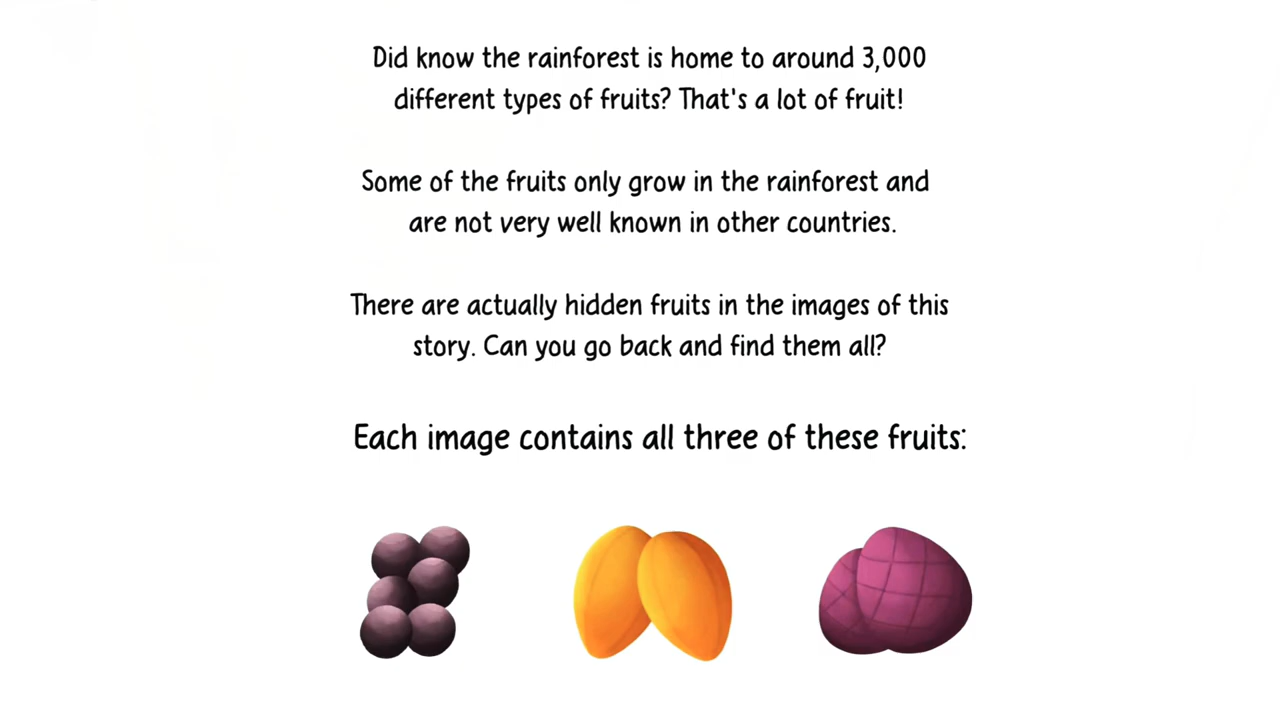 Did know the rainforest is home to around 3,000
different types of fruits? That's a lot of fruit!
Some of the fruits only grow in the rainforest and
are not very well known in other countries.
There are actually hidden fruits in the images of this
story. Can you go back and find them all?
Each image contains all three of these fruits: